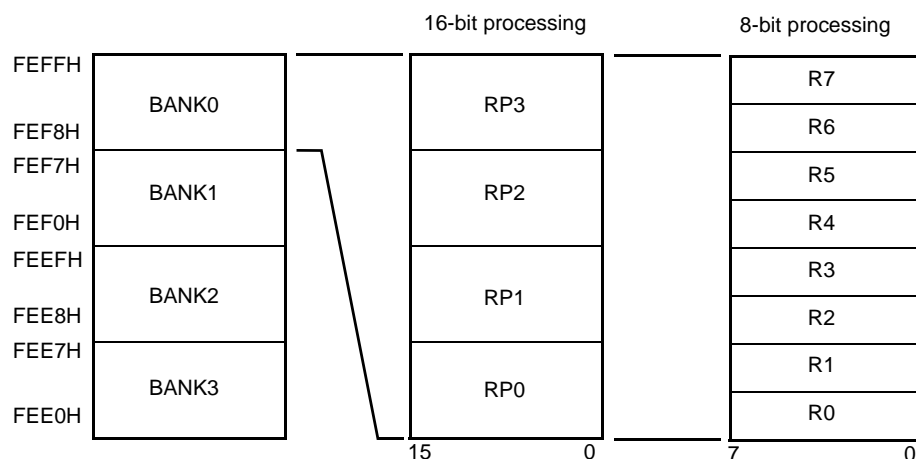 16-bit processing
8-bit processing
FEFFH
BANK0
FEF8H
FEF7H
BANK1
FEF0H
FEEFH
BANK2
FEE8H
FEE7H
BANK3
FEE0H
RP3
RP2
RP1
RP0
15 0
R7
R6
R5
R4
R3
R2
R1
R0
7 0